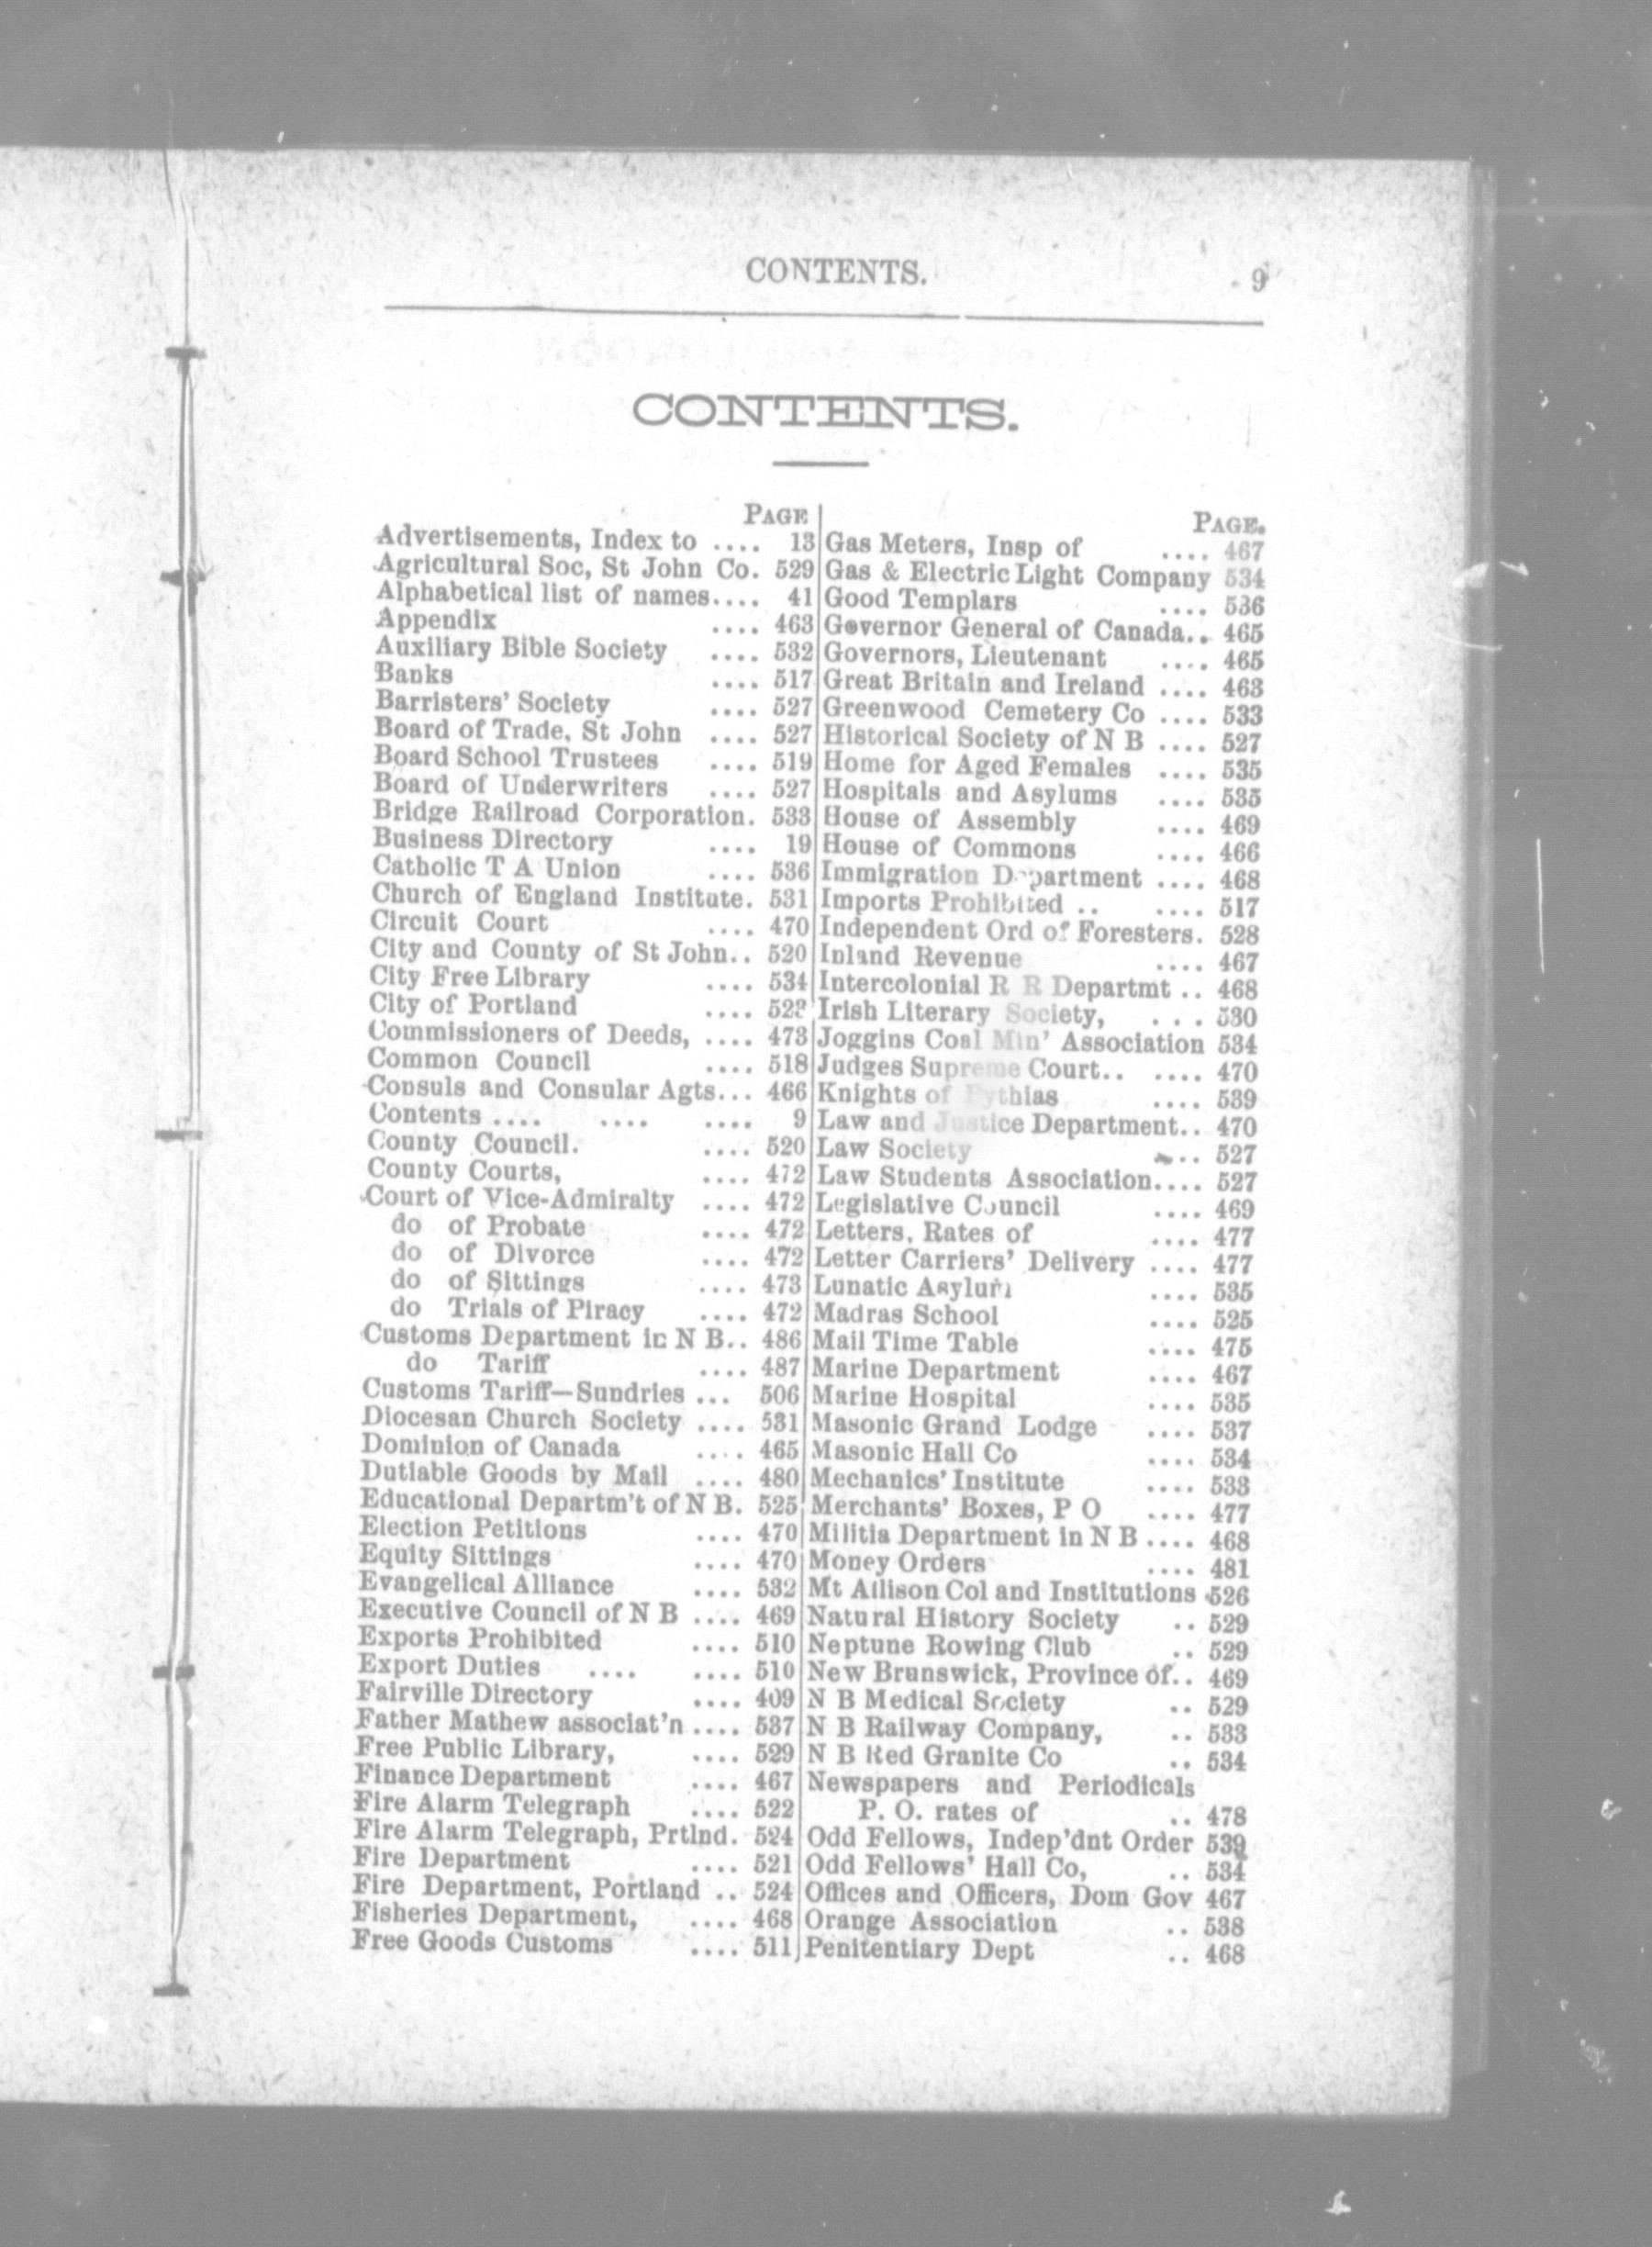 CONTENTS. 9
CONTENTS.
PAGE
Advertisements, Index to .... 13
Agricultural Soc, St John Co. 529
Alphabetical list of names.... 41
Appendix .... 463
Auxiliary Bible Society .... 532
Banks .... 517
Barristers' Society .... 527
Board of Trade, St John .... 527
Board School Trustees .... 519
Board of Underwriters .... 527
Bridge Railroad Corporation. 533
Business Directory .... 19
Catholic T A Union .... 536
Church of England Institute. 531
Circuit Court .... 470
City and County of St John.. 520
City Free Library .... 534
City of Portland ....
Commissioners of Deeds, .... 473
Common Council .... 518
Consuls and Consular Agts... 466
Contents .... .... .... 9
County Council. .... 520
County Courts, .... 472
Court of Vice-Admiralty .... 472
do of Probate .... 472
do of Divorce .... 472
do of Sittings .... 473
do Trials of Piracy .... 472
Customs Department in N B.. 486
do Tariff .... 487
Customs Tariff—Sundries ... 506
Diocesan Church Society .... 531
Dominion of Canada .... 465
Dutiable Goods by Mail .... 480
Educational Departm't of N B. 525
Election Petitions .... 470
Equity Sittings .... 470
Evangelical Alliance .... 532
Executive Council of N B .... 469
Exports Prohibited .... 510
Export Duties .... .... 510
Fairville Directory .... 409
Father Mathew associat'n .... 537
Free Public Library, .... 529
Finance Department .... 467
Fire Alarm Telegraph .... 522
Fire Alarm Telegraph, Prtlnd. 524
Fire Department .... 521
Fire Department, Portland .. 524
Fisheries Department, .... 468
Free Goods Customs .... 511
PAGE.
Gas Meters, Insp of .... 467
Gas & Electric Light Company 534
Good Templars .... 536
Governor General of Canada.. 465
Governors, Lieutenant .... 465
Great Britain and Ireland .... 463
Greenwood Cemetery Co .... 533
Historical Society of N B .... 527
Home for Aged Females .... 535
Hospitals and Asylums .... 535
House of Assembly .... 469
House of Commons .... 466
Immigration Department .... 468
Imports Prohibited .. .... 517
Independent Ord of Foresters. 528
Inland Revenue .... 467
Intercolonial R R Departmt .. 468
Irish Literary Society, ... 530
Joggins Coal Min' Association 534
Judges Supreme Court.. .... 470
Knights of Pythias .... 539
Law and Justice Department.. 470
Law Society ... 527
Law Students Association.... 527
Legislative Council .... 469
Letters, Rates of .... 477
Letter Carriers' Delivery .... 477
Lunatic Asylum .... 535
Madras School .... 525
Mail Time Table .... 475
Marine Department .... 467
Marine Hospital .... 535
Masonic Grand Lodge .... 537
Masonic Hall Co .... 534
Mechanics' Institute .... 533
Merchants' Boxes, P O .... 477
Militia Department in N B .... 468
Money Orders .... 481
Mt Allison Col and Institutions 526
Natural History Society .. 529
Neptune Rowing Club .. 529
New Brunswick, Province of.. 469
N B Medical Society .. 529
N B Railway Company, .. 533
N B Red Granite Co .. 534
Newspapers and Periodicals
P. O. rates of .. 478
Odd Fellows, Indep'dnt Order 539
Odd Fellows' Hall Co, .. 534
Offices and Officers, Dom Gov 467
Orange Association .. 538
Penitentiary Dept .. 468